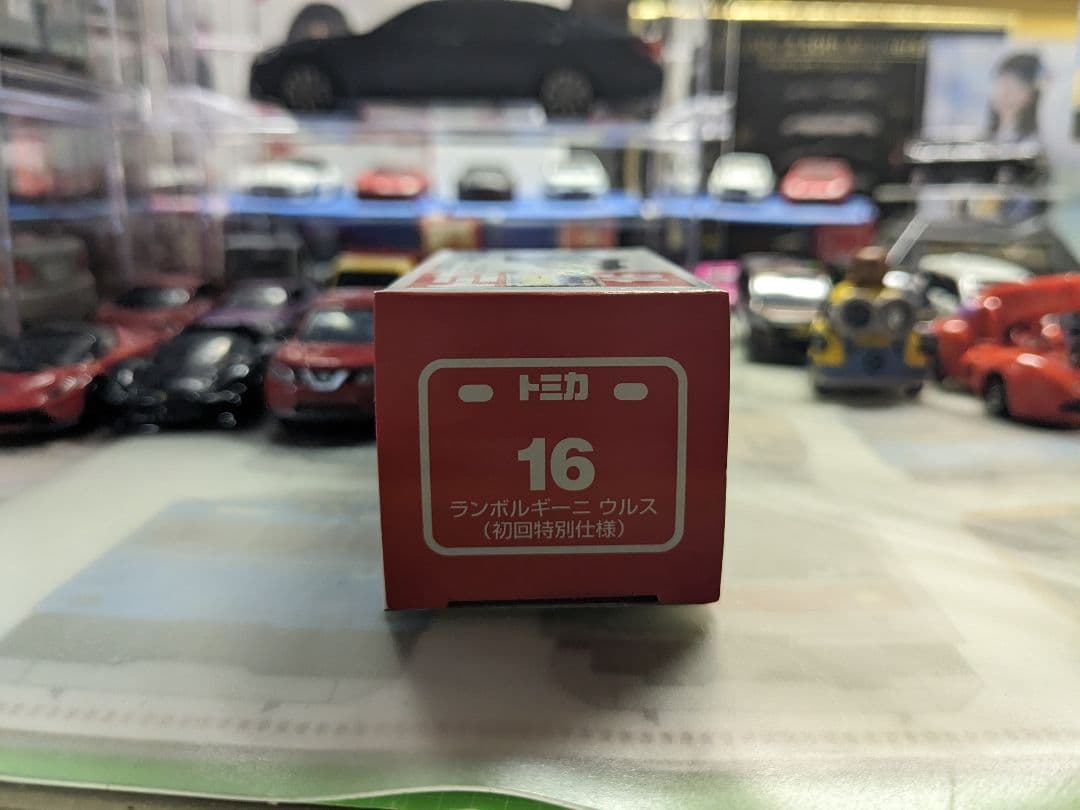 トミカ
16
ランボルギーニ ウルス
(初回特別仕様)